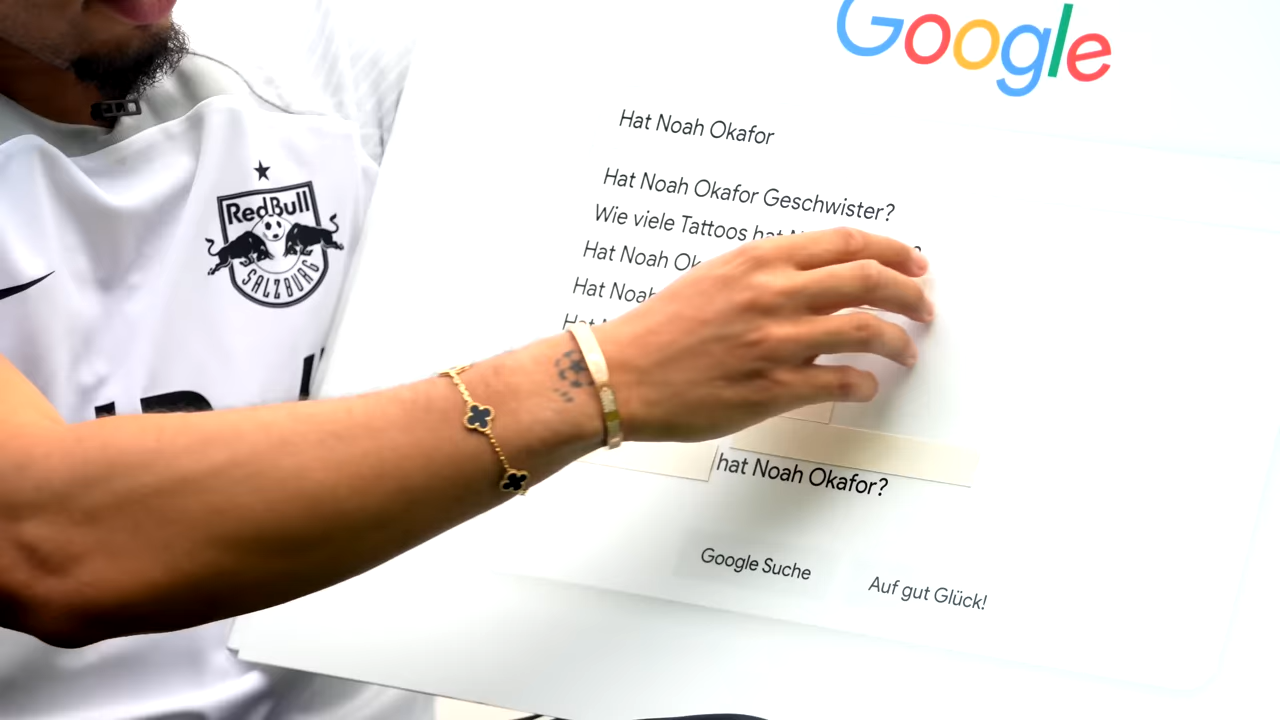 Google
Hat Noah Okafor
Hat Noah Okafor Geschwister?
Wie viele Tattoos hat
Hat Noah
Hat Noah
Hat
hat Noah Okafor?
Google Suche
Auf gut Glück!
RedBull
SALZBURG